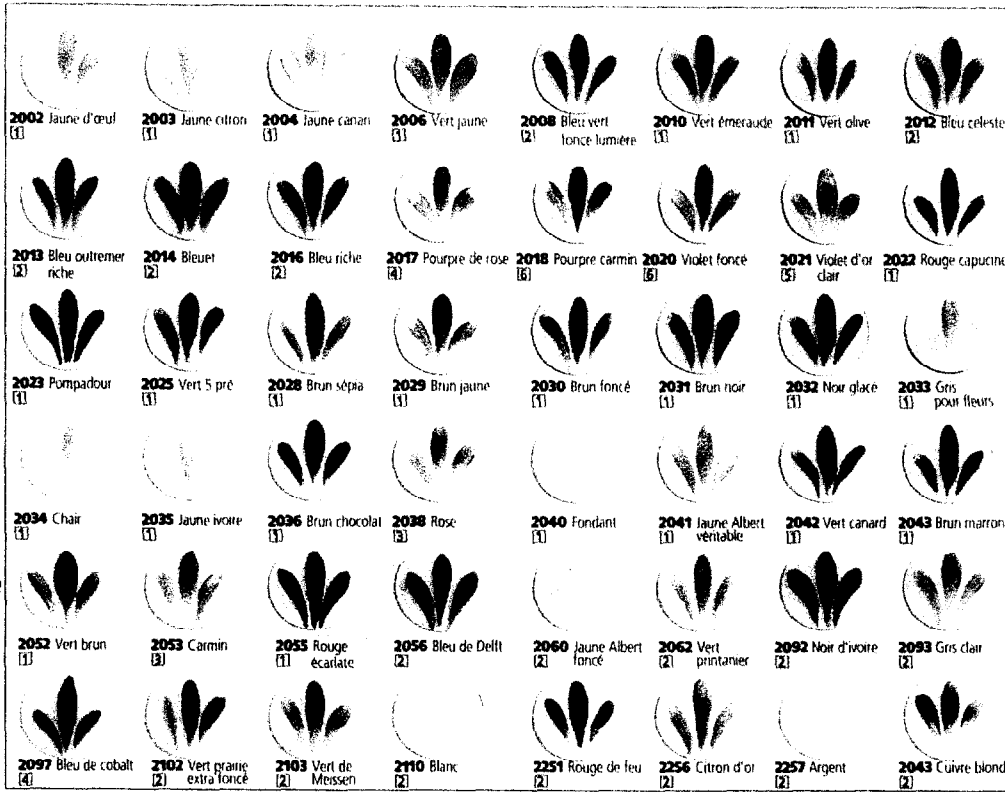 2002 Jaune d'œuf
[1]
2003 Jaune citron
[1]
2004 Jaune canari
[1]
2006 Vert jaune
[1]
2008 Bleu vert
[2] foncé lumière
2010 Vert émeraude
[1]
2011 Vert olive
[1]
2012 Bleu céleste
[2]
2013 Bleu outremer
[2] riche
2014 Bleuet
[2]
2016 Bleu riche
[2]
2017 Pourpre de rose
[4]
2018 Pourpre carmin
[6]
2020 Violet foncé
[6]
2021 Violet d'or
[5] clair
2022 Rouge capucine
[1]
2023 Pompadour
[1]
2025 Vert 5 pré
[1]
2028 Brun sépia
[1]
2029 Brun jaune
[1]
2030 Brun foncé
[1]
2031 Brun noir
[1]
2032 Noir glacé
[1]
2033 Gris
[1] pour fleurs
2034 Chair
[1]
2035 Jaune ivoire
[1]
2036 Brun chocolat
[1]
2038 Rose
[3]
2040 Fondant
[1]
2041 Jaune Albert
[1] véritable
2042 Vert canard
[1]
2043 Brun marron
[1]
2052 Vert brun
[1]
2053 Carmin
[3]
2055 Rouge
[1] écarlate
2056 Bleu de Delft
[2]
2060 Jaune Albert
[2] foncé
2062 Vert
[2] printanier
2092 Noir d'ivoire
[2]
2093 Gris clair
[2]
2097 Bleu de cobalt
[4]
2102 Vert prairie
[2] extra foncé
2103 Vert de
[2] Meissen
2110 Blanc
[2]
2251 Rouge de feu
[2]
2256 Citron d'or
[2]
2257 Argent
[2]
2043 Cuivre blond
[2]